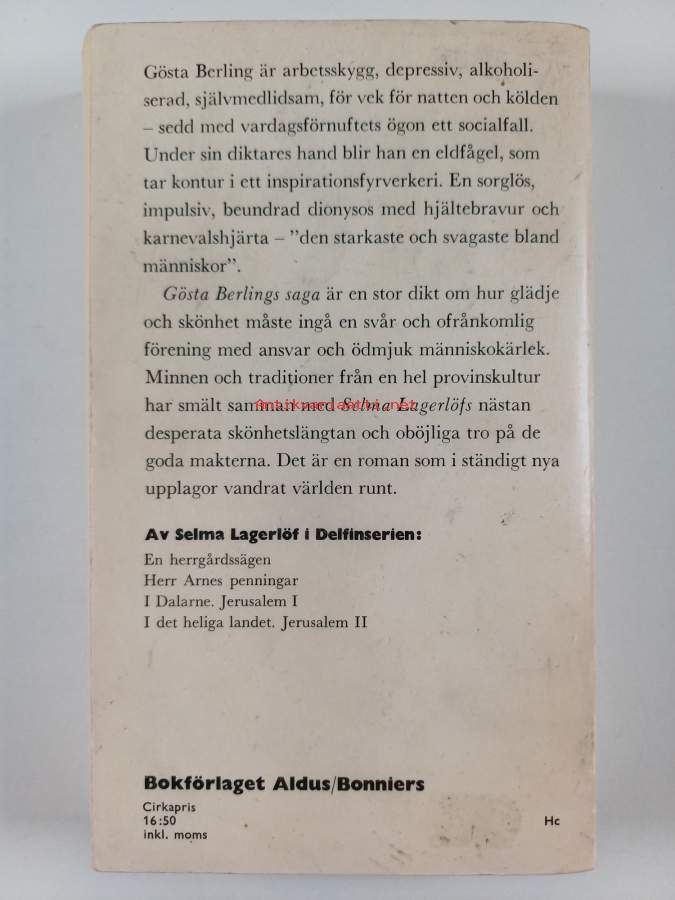 Gösta Berling är arbetsskygg, depressiv, alkoholi-
serad, självmedlidsam, för vek för natten och kölden
– sedd med vardagsförnuftets ögon ett socialfall.
Under sin diktares hand blir han en eldfågel, som
tar kontur i ett inspirationsfyrverkeri. En sorglös,
impulsiv, beundrad dionysos med hjältebravur och
karnevalshjärta – ”den starkaste och svagaste bland
människor”.
Gösta Berlings saga är en stor dikt om hur glädje
och skönhet måste ingå en svår och ofrånkomlig
förening med ansvar och ödmjuk människokärlek.
Minnen och traditioner från en hel provinskultur
har smält samman med Selma Lagerlöfs nästan
desperata skönhetslängtan och oböjliga tro på de
goda makterna. Det är en roman som i ständigt nya
upplagor vandrat världen runt.
Av Selma Lagerlöf i Delfinserien:
En herrgårdssägen
Herr Arnes penningar
I Dalarne. Jerusalem I
I det heliga landet. Jerusalem II
Bokförlaget Aldus/Bonniers
Cirkapris
16:50
inkl. moms
Hc